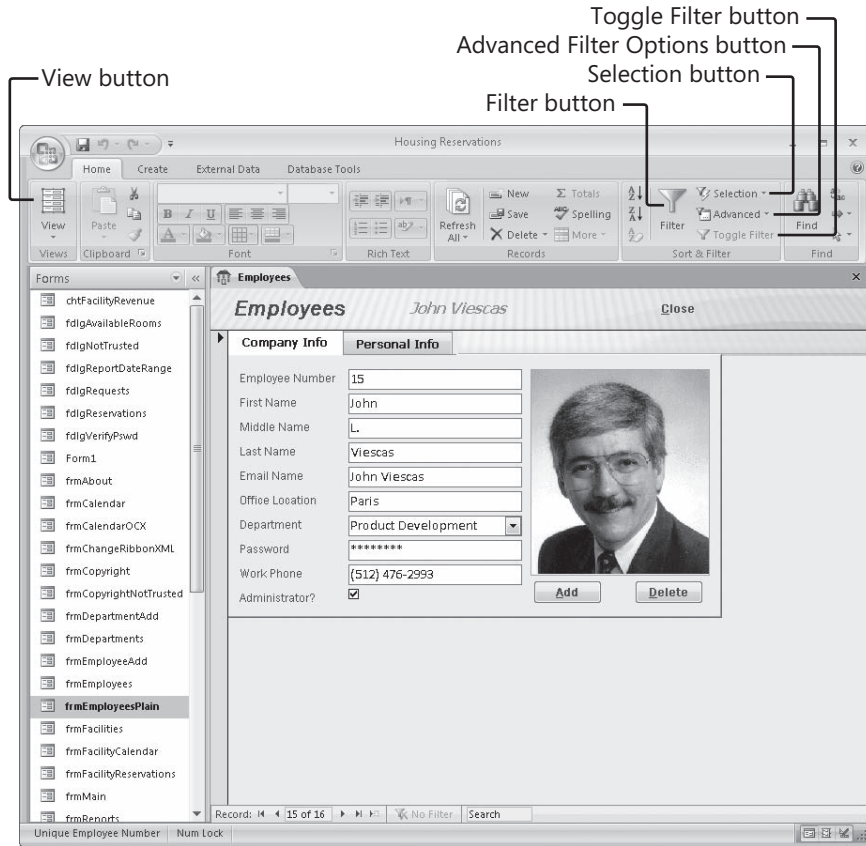 Toggle Filter button
Advanced Filter Options button
Selection button
Filter button
View button
Housing Reservations
Home Create External Data Database Tools
View
Paste
B I U
Refresh All
New
Save
Delete
Σ Totals
Spelling
More
Filter
Selection
Advanced
Toggle Filter
Find
Views Clipboard Font Rich Text Records Sort & Filter Find
Forms
chtFacilityRevenue
fdlgAvailableRooms
fdlgNotTrusted
fdlgReportDateRange
fdlgRequests
fdlgReservations
fdlgVerifyPswd
Form1
frmAbout
frmCalendar
frmCalendarOCX
frmChangeRibbonXML
frmCopyright
frmCopyrightNotTrusted
frmDepartmentAdd
frmDepartments
frmEmployeeAdd
frmEmployees
frmEmployeesPlain
frmFacilities
frmFacilityCalendar
frmFacilityReservations
frmMain
frmReports
Employees
Employees John Viescas Close
Company Info Personal Info
Employee Number 15
First Name John
Middle Name L.
Last Name Viescas
Email Name John Viescas
Office Location Paris
Department Product Development
Password ********
Work Phone (512) 476-2993
Administrator?
Add Delete
Record: 15 of 16 No Filter Search
Unique Employee Number Num Lock